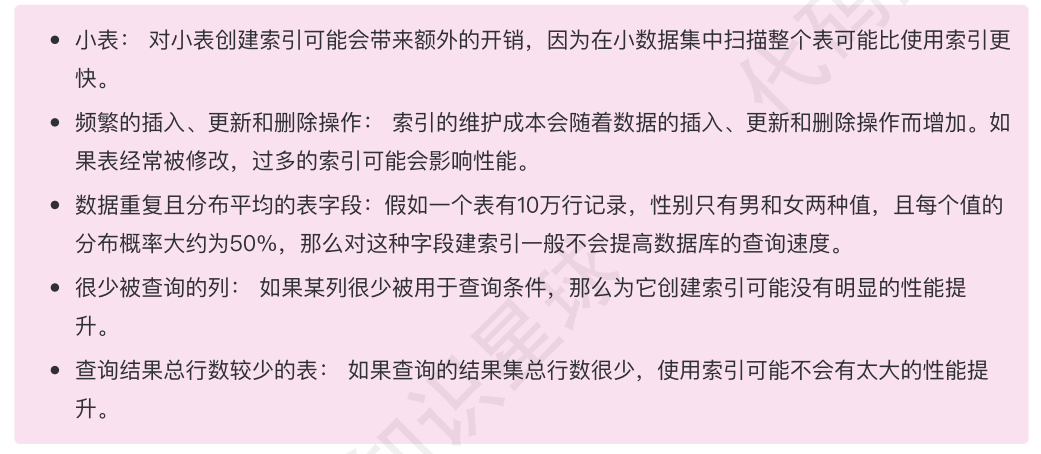 • 小表： 对小表创建索引可能会带来额外的开销，因为在小数据集中扫描整个表可能比使用索引更
快。
• 频繁的插入、更新和删除操作： 索引的维护成本会随着数据的插入、更新和删除操作而增加。如
果表经常被修改，过多的索引可能会影响性能。
• 数据重复且分布平均的表字段：假如一个表有10万行记录，性别只有男和女两种值，且每个值的
分布概率大约为50%，那么对这种字段建索引一般不会提高数据库的查询速度。
• 很少被查询的列： 如果某列很少被用于查询条件，那么为它创建索引可能没有明显的性能提
升。
• 查询结果总行数较少的表： 如果查询的结果集总行数很少，使用索引可能不会有太大的性能提
升。
代码
知识星球